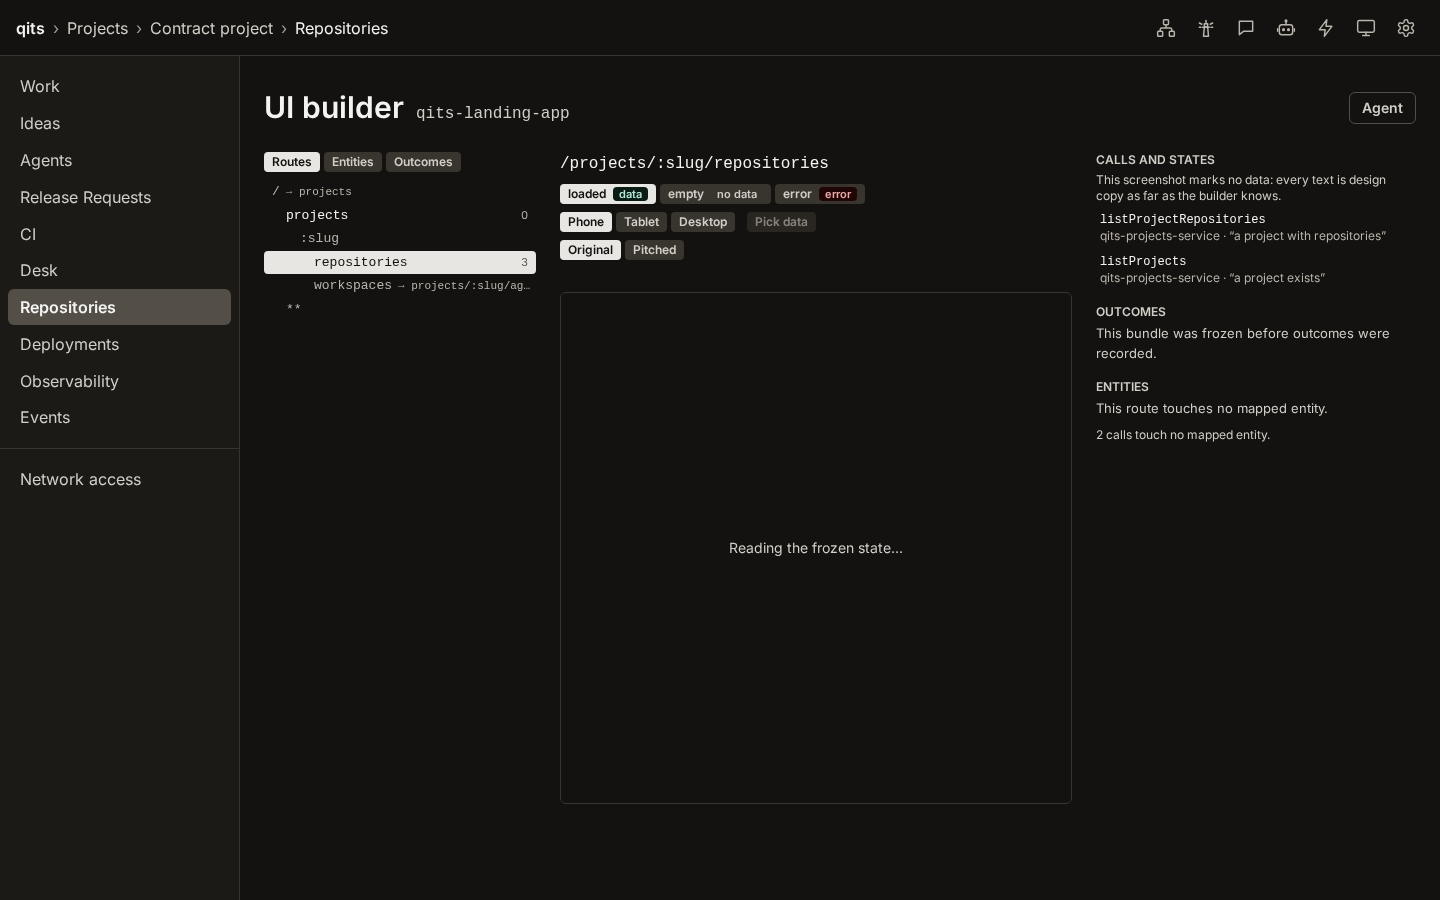 qits › Projects › Contract project › Repositories
Work
Ideas
Agents
Release Requests
CI
Desk
Repositories
Deployments
Observability
Events
Network access
UI builder qits-landing-app
Agent
Routes Entities Outcomes
/ → projects
projects 0
:slug
repositories 3
workspaces → projects/:slug/ag…
**
/projects/:slug/repositories
loaded data empty no data error error
Phone Tablet Desktop Pick data
Original Pitched
Reading the frozen state…
CALLS AND STATES
This screenshot marks no data: every text is design
copy as far as the builder knows.
listProjectRepositories
qits-projects-service · “a project with repositories”
listProjects
qits-projects-service · “a project exists”
OUTCOMES
This bundle was frozen before outcomes were
recorded.
ENTITIES
This route touches no mapped entity.
2 calls touch no mapped entity.